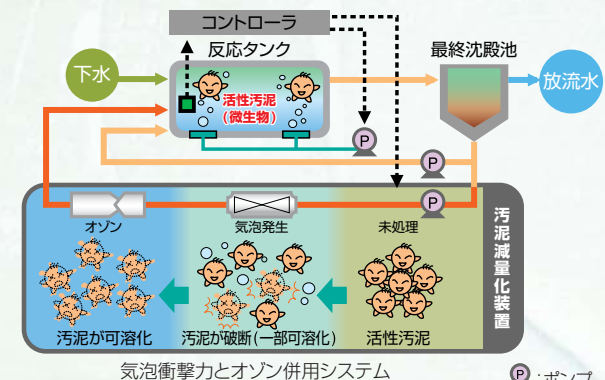 コントローラ
反応タンク
最終沈殿池
下水
活性汚泥
(微生物)
放流水
P
P
P
オゾン
気泡発生
未処理
汚泥減量化装置
汚泥が可溶化
汚泥が破断(一部可溶化)
活性汚泥
気泡衝撃力とオゾン併用システム
P :ポンプ